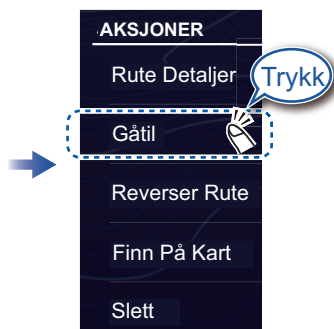 AKSJONER
Rute Detaljer
Trykk
Gåtil
Reverser Rute
Finn På Kart
Slett